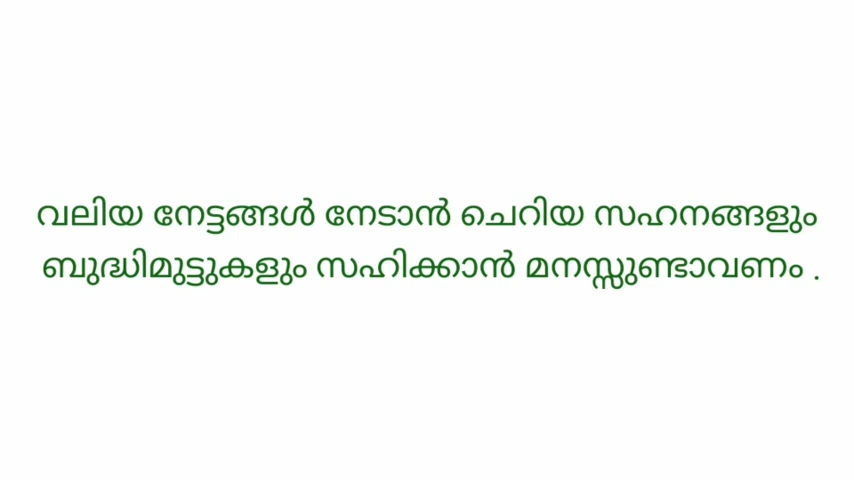 വലിയ നേട്ടങ്ങൾ നേടാൻ ചെറിയ സഹനങ്ങളും
ബുദ്ധിമുട്ടുകളും സഹിക്കാൻ മനസ്സുണ്ടാവണം .